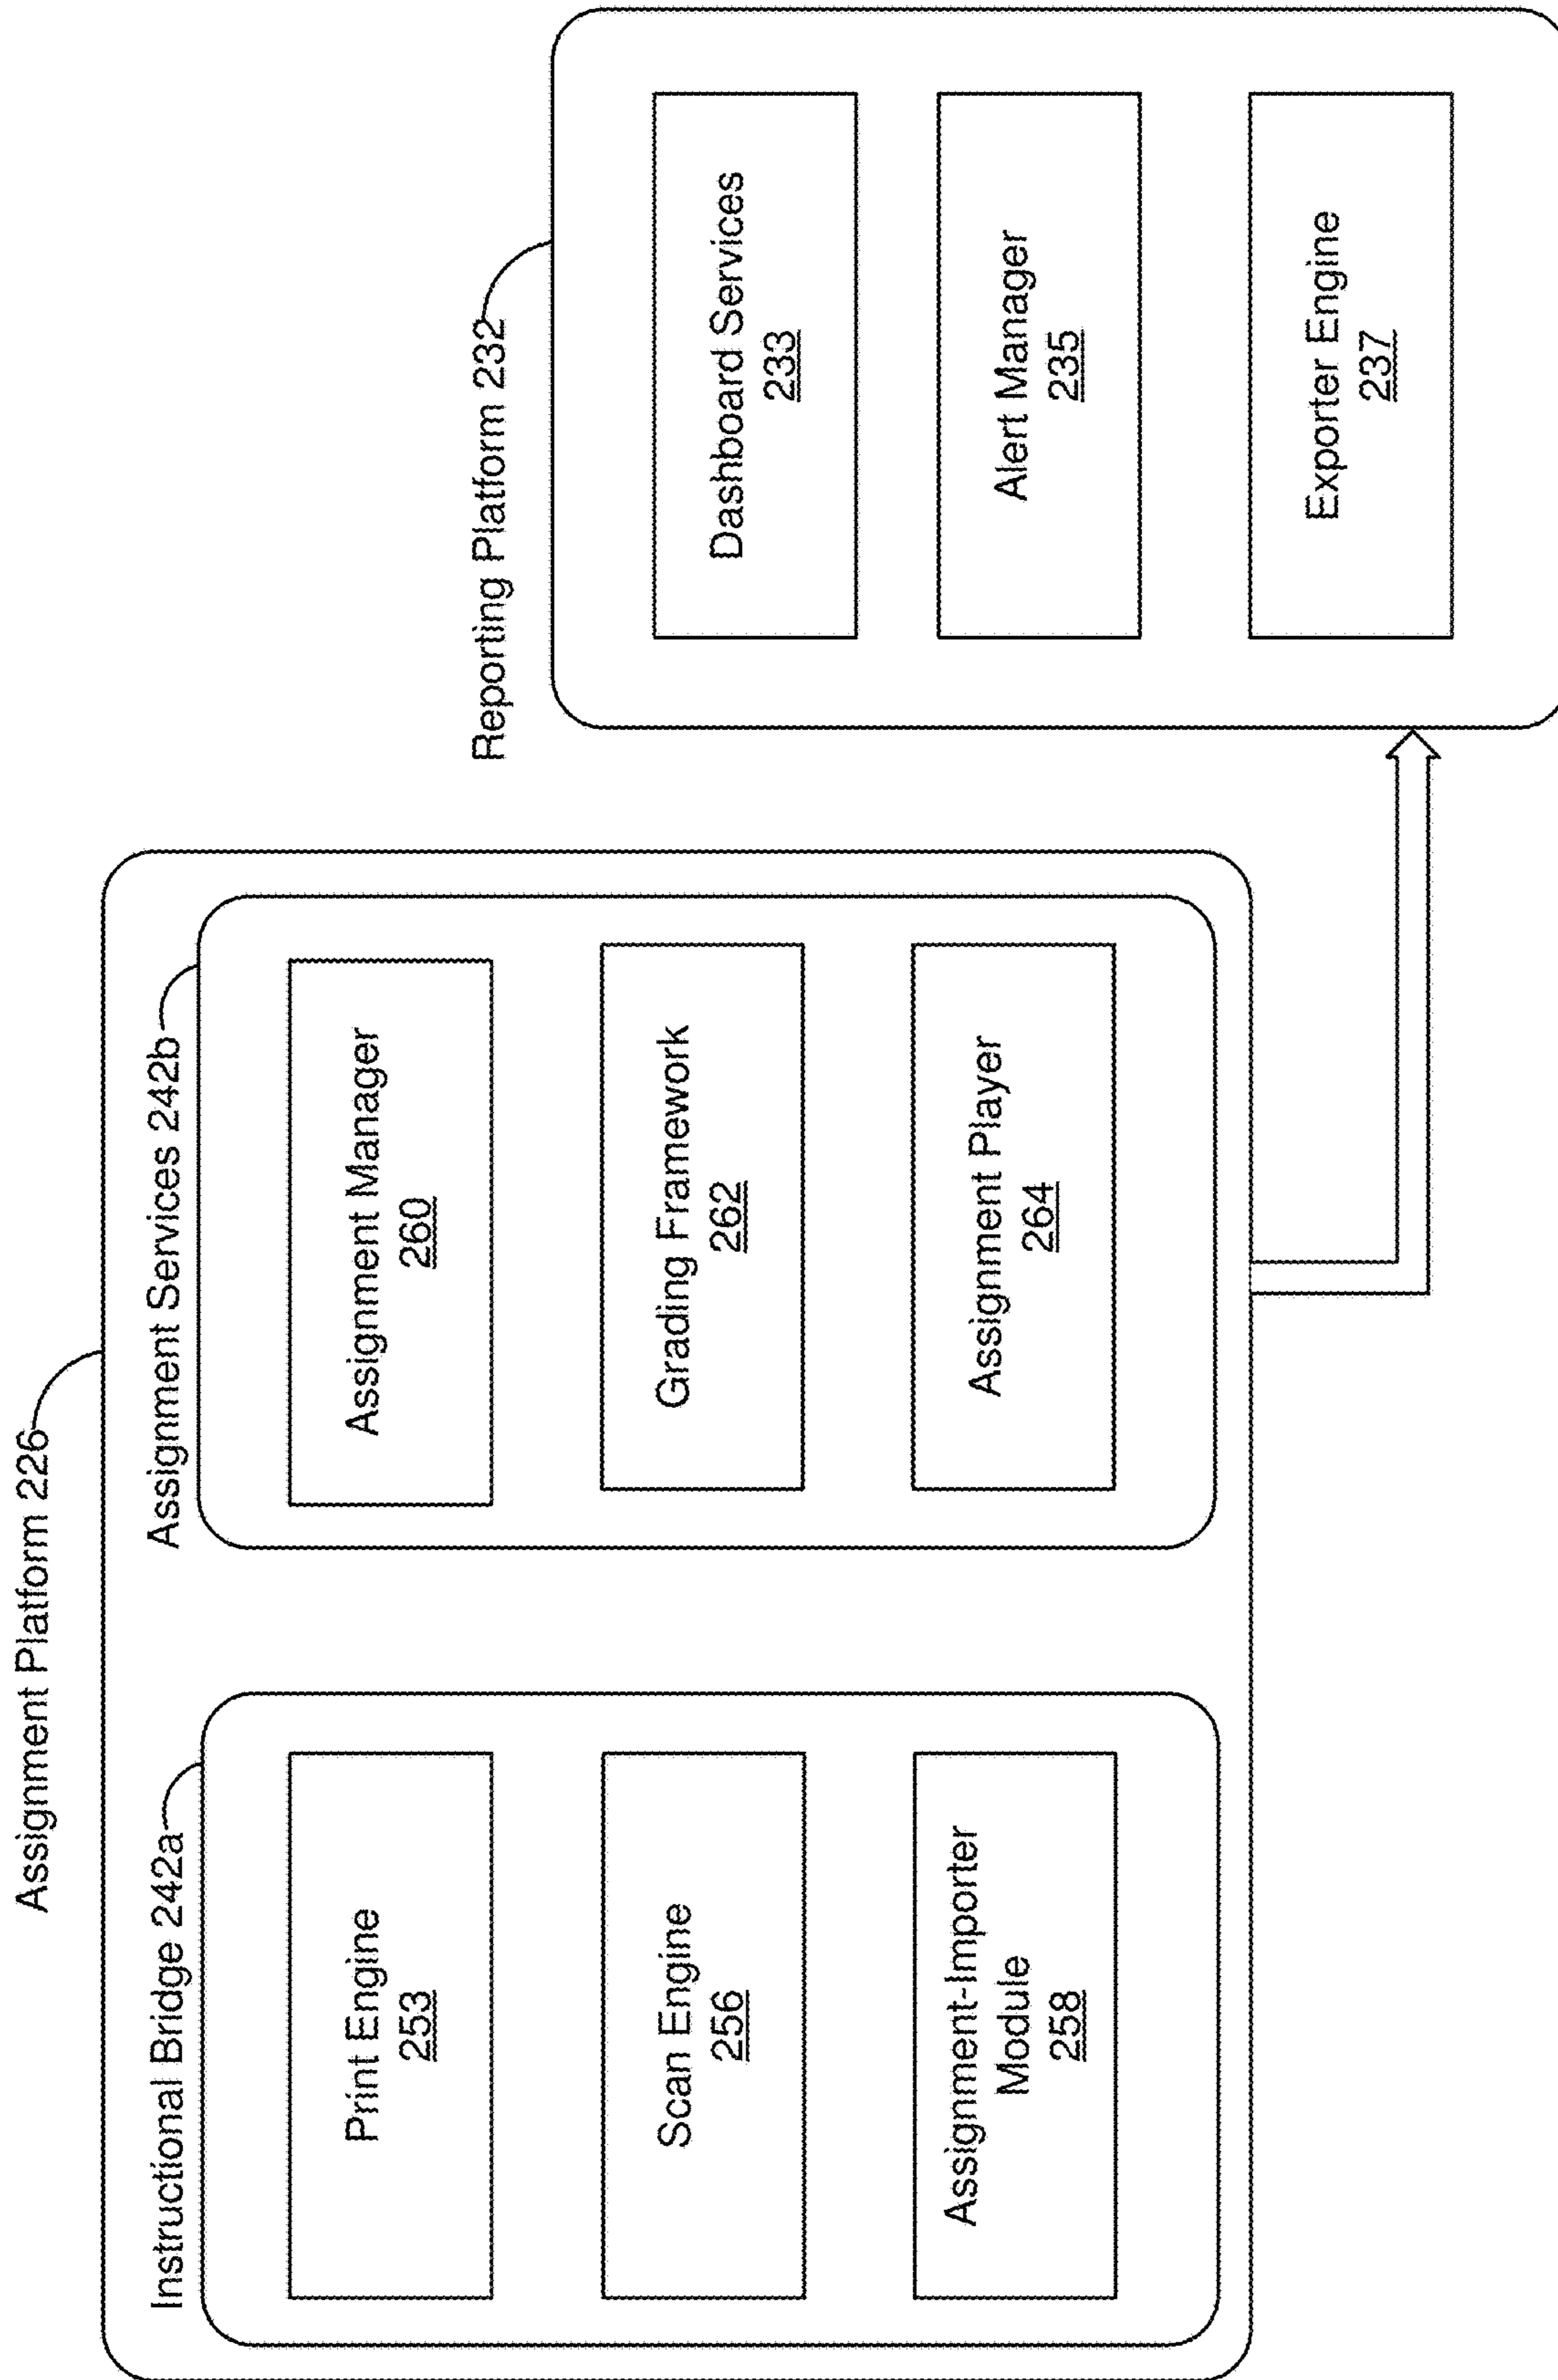 Assignment Platform 226
Instructional Bridge 242a
Print Engine
253
Scan Engine
256
Assignment-Importer
Module
258
Assignment Services 242b
Assignment Manager
260
Grading Framework
262
Assignment Player
264
Reporting Platform 232
Dashboard Services
233
Alert Manager
235
Exporter Engine
237